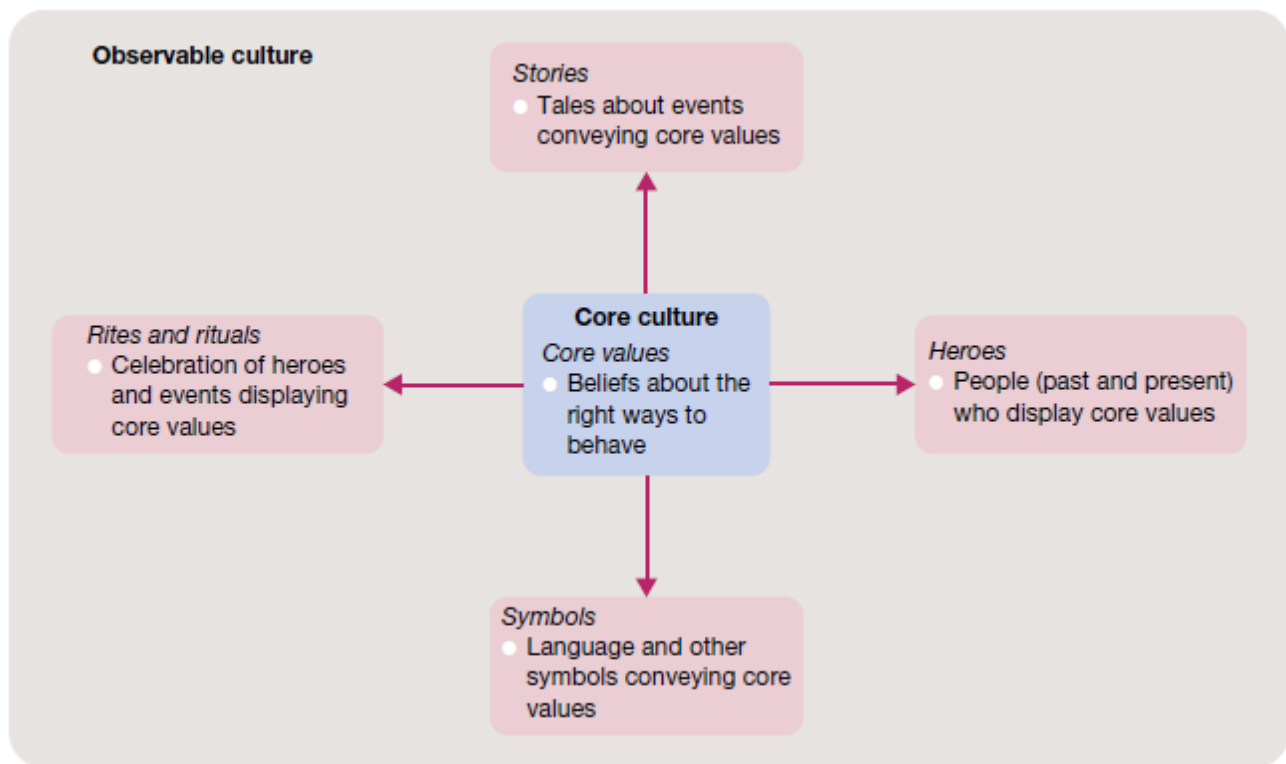 Observable culture
Stories
Tales about events
conveying core values
Core culture
Core values
Beliefs about the
right ways to
behave
Rites and rituals
Celebration of heroes
and events displaying
core values
Heroes
People (past and present)
who display core values
Symbols
Language and other
symbols conveying core
values